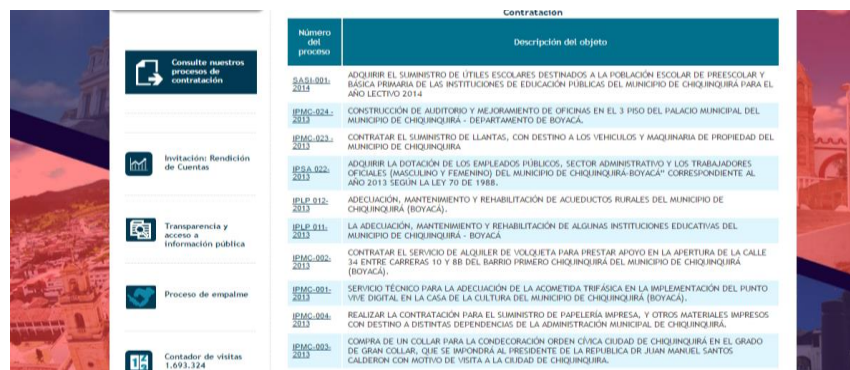 Contratación
Número
del
proceso
Descripción del objeto
SASI-001-
2014
ADQUIRIR EL SUMINISTRO DE ÚTILES ESCOLARES DESTINADOS A LA POBLACIÓN ESCOLAR DE PREESCOLAR Y
BÁSICA PRIMARIA DE LAS INSTITUCIONES DE EDUCACIÓN PÚBLICAS DEL MUNICIPIO DE CHIQUINQUIRÁ PARA EL
AÑO LECTIVO 2014
IPMC-024-
2013
CONSTRUCCIÓN DE AUDITORIO Y MEJORAMIENTO DE OFICINAS EN EL 3 PISO DEL PALACIO MUNICIPAL DEL
MUNICIPIO DE CHIQUINQUIRÁ - DEPARTAMENTO DE BOYACÁ.
IPMC-023-
2013
CONTRATAR EL SUMINISTRO DE LLANTAS, CON DESTINO A LOS VEHICULOS Y MAQUINARIA DE PROPIEDAD DEL
MUNICIPIO DE CHIQUINQUIRA
IPSA 022-
2013
ADQUIRIR LA DOTACIÓN DE LOS EMPLEADOS PÚBLICOS, SECTOR ADMINISTRATIVO Y LOS TRABAJADORES
OFICIALES (MASCULINO Y FEMENINO) DEL MUNICIPIO DE CHIQUINQUIRÁ-BOYACÁ" CORRESPONDIENTE AL
AÑO 2013 SEGÚN LA LEY 70 DE 1988.
IPLP 012-
2013
ADECUACIÓN, MANTENIMIENTO Y REHABILITACIÓN DE ACUEDUCTOS RURALES DEL MUNICIPIO DE
CHIQUINQUIRÁ (BOYACÁ).
IPLP 011-
2013
LA ADECUACIÓN, MANTENIMIENTO Y REHABILITACIÓN DE ALGUNAS INSTITUCIONES EDUCATIVAS DEL
MUNICIPIO DE CHIQUINQUIRÁ - BOYACÁ
IPMC-002-
2013
CONTRATAR EL SERVICIO DE ALQUILER DE VOLQUETA PARA PRESTAR APOYO EN LA APERTURA DE LA CALLE
34 ENTRE CARRERAS 10 Y 8B DEL BARRIO PRIMERO CHIQUINQUIRÁ DEL MUNICIPIO DE CHIQUINQUIRÁ
(BOYACÁ).
IPMC-001-
2013
SERVICIO TÉCNICO PARA LA ADECUACIÓN DE LA ACOMETIDA TRIFÁSICA EN LA IMPLEMENTACIÓN DEL PUNTO
VIVE DIGITAL EN LA CASA DE LA CULTURA DEL MUNICIPIO DE CHIQUINQUIRÁ (BOYACÁ).
IPMC-004-
2013
REALIZAR LA CONTRATACIÓN PARA EL SUMINISTRO DE PAPELERÍA IMPRESA, Y OTROS MATERIALES IMPRESOS
CON DESTINO A DISTINTAS DEPENDENCIAS DE LA ADMINISTRACIÓN MUNICIPAL DE CHIQUINQUIRÁ.
IPMC-003-
2013
COMPRA DE UN COLLAR PARA LA CONDECORACIÓN ORDEN CÍVICA CIUDAD DE CHIQUINQUIRÁ EN EL GRADO
DE GRAN COLLAR, QUE SE IMPONDRÁ AL PRESIDENTE DE LA REPUBLICA DR JUAN MANUEL SANTOS
CALDERON CON MOTIVO DE VISITA A LA CIUDAD DE CHIQUINQUIRÁ.
Consulte nuestros
procesos de
contratación
Invitación: Rendición
de Cuentas
Transparencia y
acceso a
información pública
Proceso de empalme
Contador de visitas
1.693.324